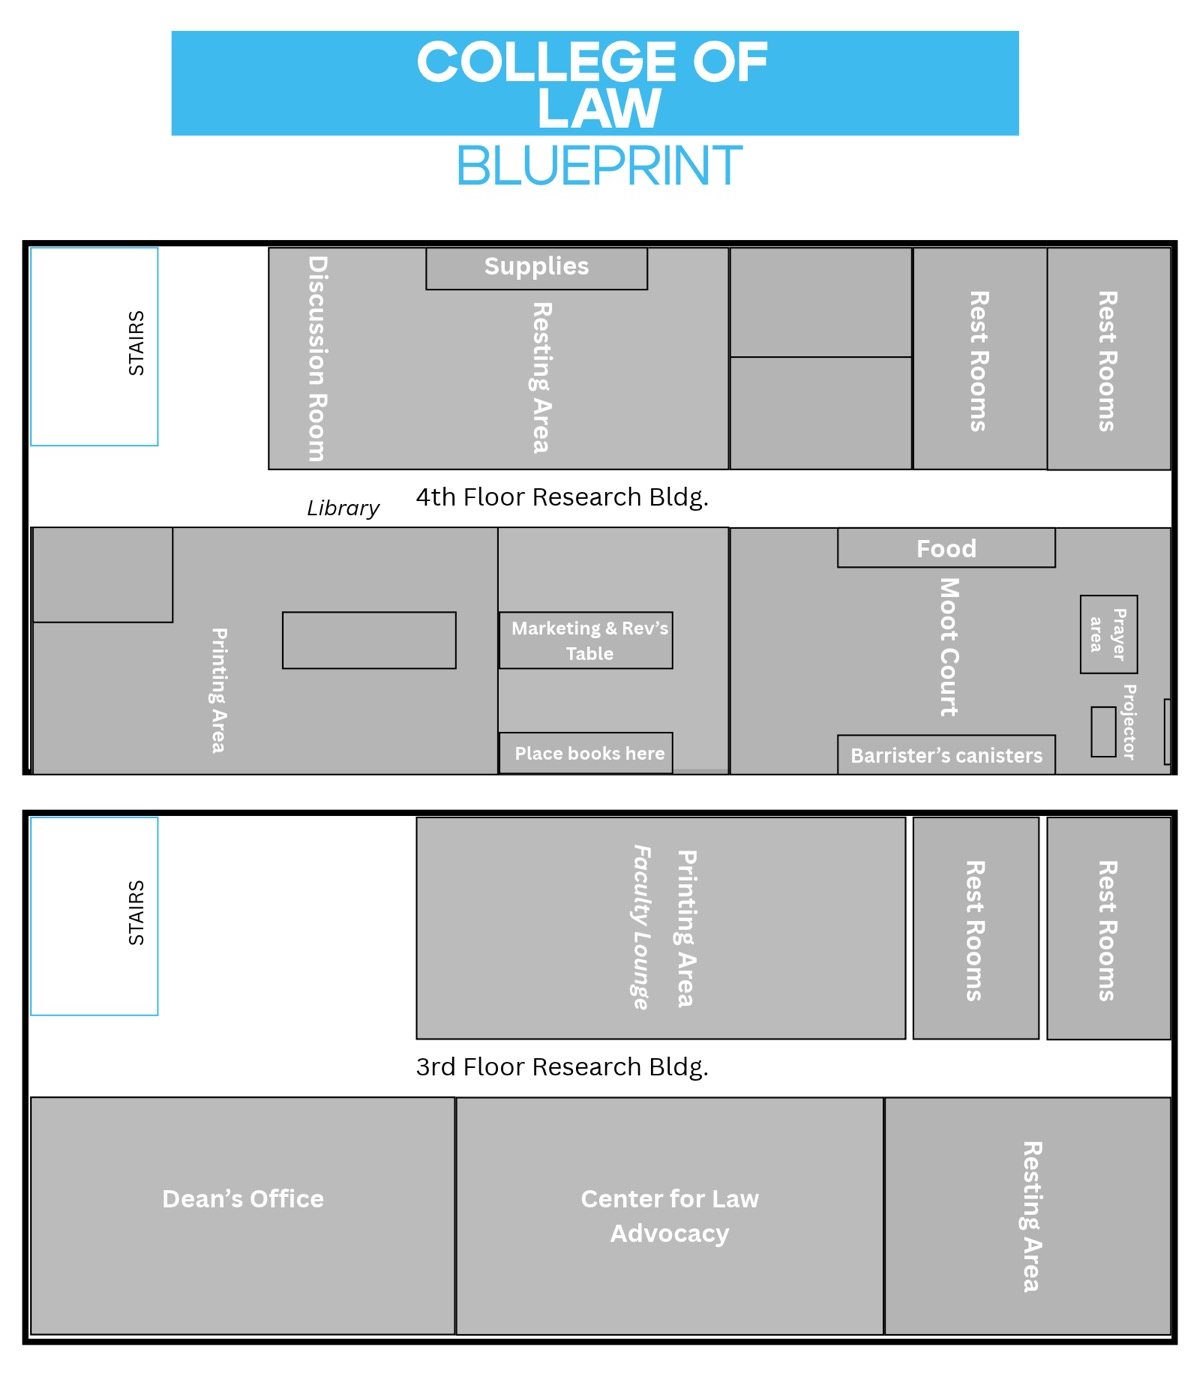 COLLEGE OF
LAW
BLUEPRINT
STAIRS
Discussion Room
Supplies
Resting Area
Rest Rooms
Rest Rooms
Library
4th Floor Research Bldg.
Printing Area
Marketing & Rev’s
Table
Place books here
Food
Moot Court
Barrister’s canisters
Prayer
area
Projector
STAIRS
Printing Area
Faculty Lounge
Rest Rooms
Rest Rooms
3rd Floor Research Bldg.
Dean’s Office
Center for Law
Advocacy
Resting Area